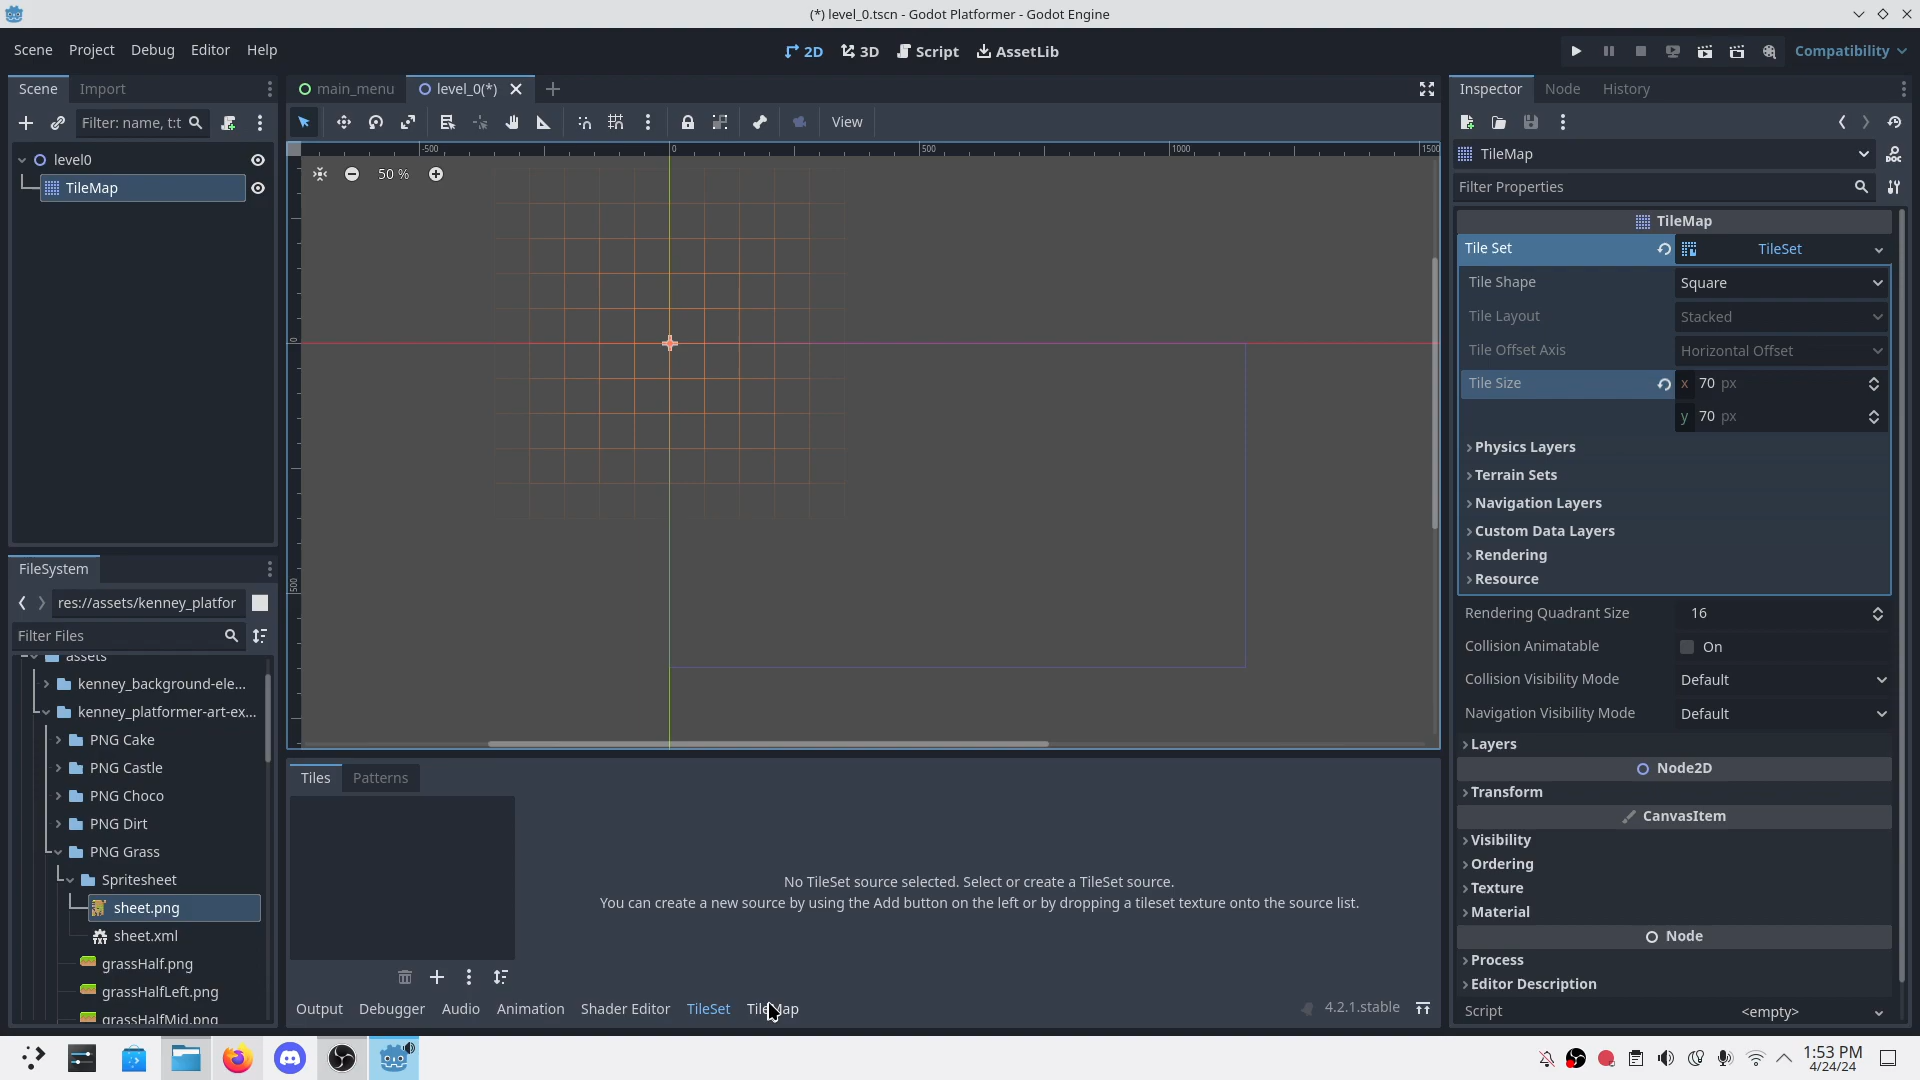 (*) level_0.tscn - Godot Platformer - Godot Engine
Scene Project Debug Editor Help
2D 3D Script AssetLib
Compatibility
Scene Import
main_menu level_0(*)
Inspector Node History
Filter: name, t:t
View
level0
TileMap
-500 0 500 1000 1500
50 %
0
500
TileMap
Filter Properties
TileMap
Tile Set TileSet
Tile Shape Square
Tile Layout Stacked
Tile Offset Axis Horizontal Offset
Tile Size x 70 px
y 70 px
Physics Layers
Terrain Sets
Navigation Layers
Custom Data Layers
Rendering
Resource
Rendering Quadrant Size 16
Collision Animatable On
Collision Visibility Mode Default
Navigation Visibility Mode Default
Layers
Node2D
Transform
CanvasItem
Visibility
Ordering
Texture
Material
Node
Process
Editor Description
Script <empty>
FileSystem
res://assets/kenney_platfor
Filter Files
assets
kenney_background-ele...
kenney_platformer-art-ex...
PNG Cake
PNG Castle
PNG Choco
PNG Dirt
PNG Grass
Spritesheet
sheet.png
sheet.xml
grassHalf.png
grassHalfLeft.png
grassHalfMid.png
Tiles Patterns
No TileSet source selected. Select or create a TileSet source.
You can create a new source by using the Add button on the left or by dropping a tileset texture onto the source list.
Output Debugger Audio Animation Shader Editor TileSet TileMap
4.2.1.stable
1:53 PM
4/24/24